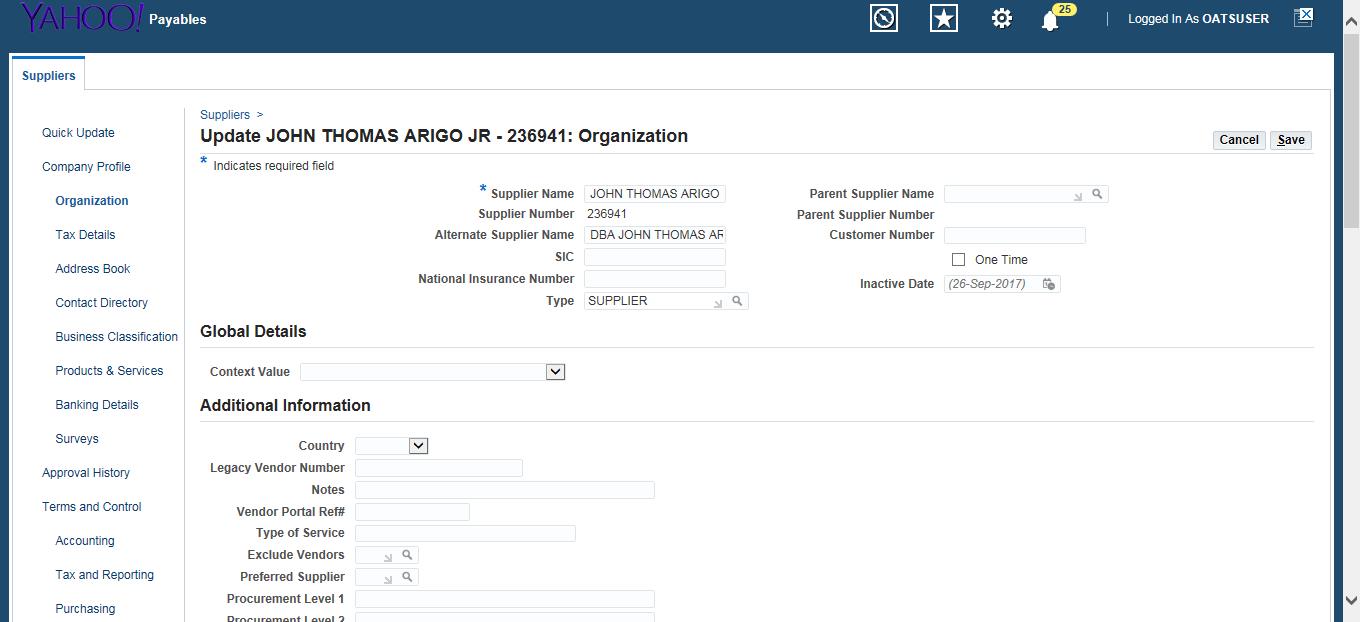 YAHOO! Payables
25
Logged In As OATSUSER
Suppliers
Quick Update
Company Profile
Organization
Tax Details
Address Book
Contact Directory
Business Classification
Products & Services
Banking Details
Surveys
Approval History
Terms and Control
Accounting
Tax and Reporting
Purchasing
Suppliers >
Update JOHN THOMAS ARIGO JR - 236941: Organization
Cancel Save
* Indicates required field
* Supplier Name JOHN THOMAS ARIGO
Supplier Number 236941
Alternate Supplier Name DBA JOHN THOMAS AR
SIC
National Insurance Number
Type SUPPLIER
Parent Supplier Name
Parent Supplier Number
Customer Number
One Time
Inactive Date (26-Sep-2017)
Global Details
Context Value
Additional Information
Country
Legacy Vendor Number
Notes
Vendor Portal Ref#
Type of Service
Exclude Vendors
Preferred Supplier
Procurement Level 1
Procurement Level 2